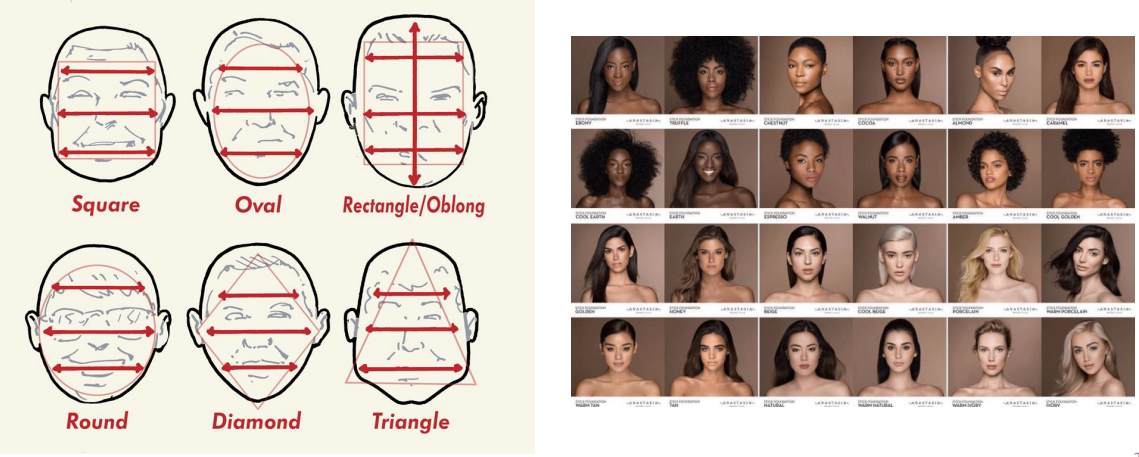 Square
Oval
Rectangle/Oblong
Round
Diamond
Triangle
STICK FOUNDATION ANASTASIA
EBONY
STICK FOUNDATION ANASTASIA
TRUFFLE
STICK FOUNDATION ANASTASIA
CHESTNUT
STICK FOUNDATION ANASTASIA
COCOA
STICK FOUNDATION ANASTASIA
ALMOND
STICK FOUNDATION ANASTASIA
CARAMEL
STICK FOUNDATION ANASTASIA
COOL EARTH
STICK FOUNDATION ANASTASIA
EARTH
STICK FOUNDATION ANASTASIA
ESPRESSO
STICK FOUNDATION ANASTASIA
WALNUT
STICK FOUNDATION ANASTASIA
AMBER
STICK FOUNDATION ANASTASIA
COOL GOLDEN
STICK FOUNDATION ANASTASIA
GOLDEN
STICK FOUNDATION ANASTASIA
HONEY
STICK FOUNDATION ANASTASIA
BEIGE
STICK FOUNDATION ANASTASIA
COOL BEIGE
STICK FOUNDATION ANASTASIA
PORCELAIN
STICK FOUNDATION ANASTASIA
WARM PORCELAIN
STICK FOUNDATION ANASTASIA
WARM TAN
STICK FOUNDATION ANASTASIA
TAN
STICK FOUNDATION ANASTASIA
NATURAL
STICK FOUNDATION ANASTASIA
WARM NATURAL
STICK FOUNDATION ANASTASIA
WARM IVORY
STICK FOUNDATION ANASTASIA
IVORY